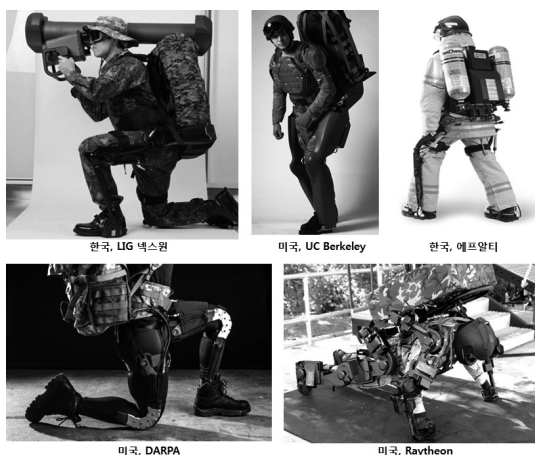 한국, LIG 넥스원
미국, UC Berkeley
한국, 에프알티
미국, DARPA
미국, Raytheon